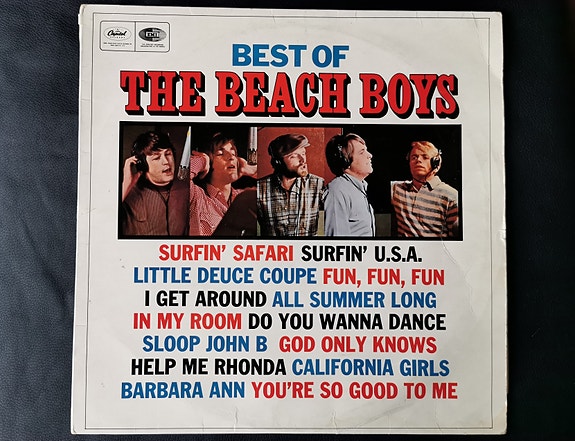 Capitol
EMI
BEST OF
THE BEACH BOYS
SURFIN' SAFARI SURFIN' U.S.A.
LITTLE DEUCE COUPE FUN, FUN, FUN
I GET AROUND ALL SUMMER LONG
IN MY ROOM DO YOU WANNA DANCE
SLOOP JOHN B GOD ONLY KNOWS
HELP ME RHONDA CALIFORNIA GIRLS
BARBARA ANN YOU'RE SO GOOD TO ME